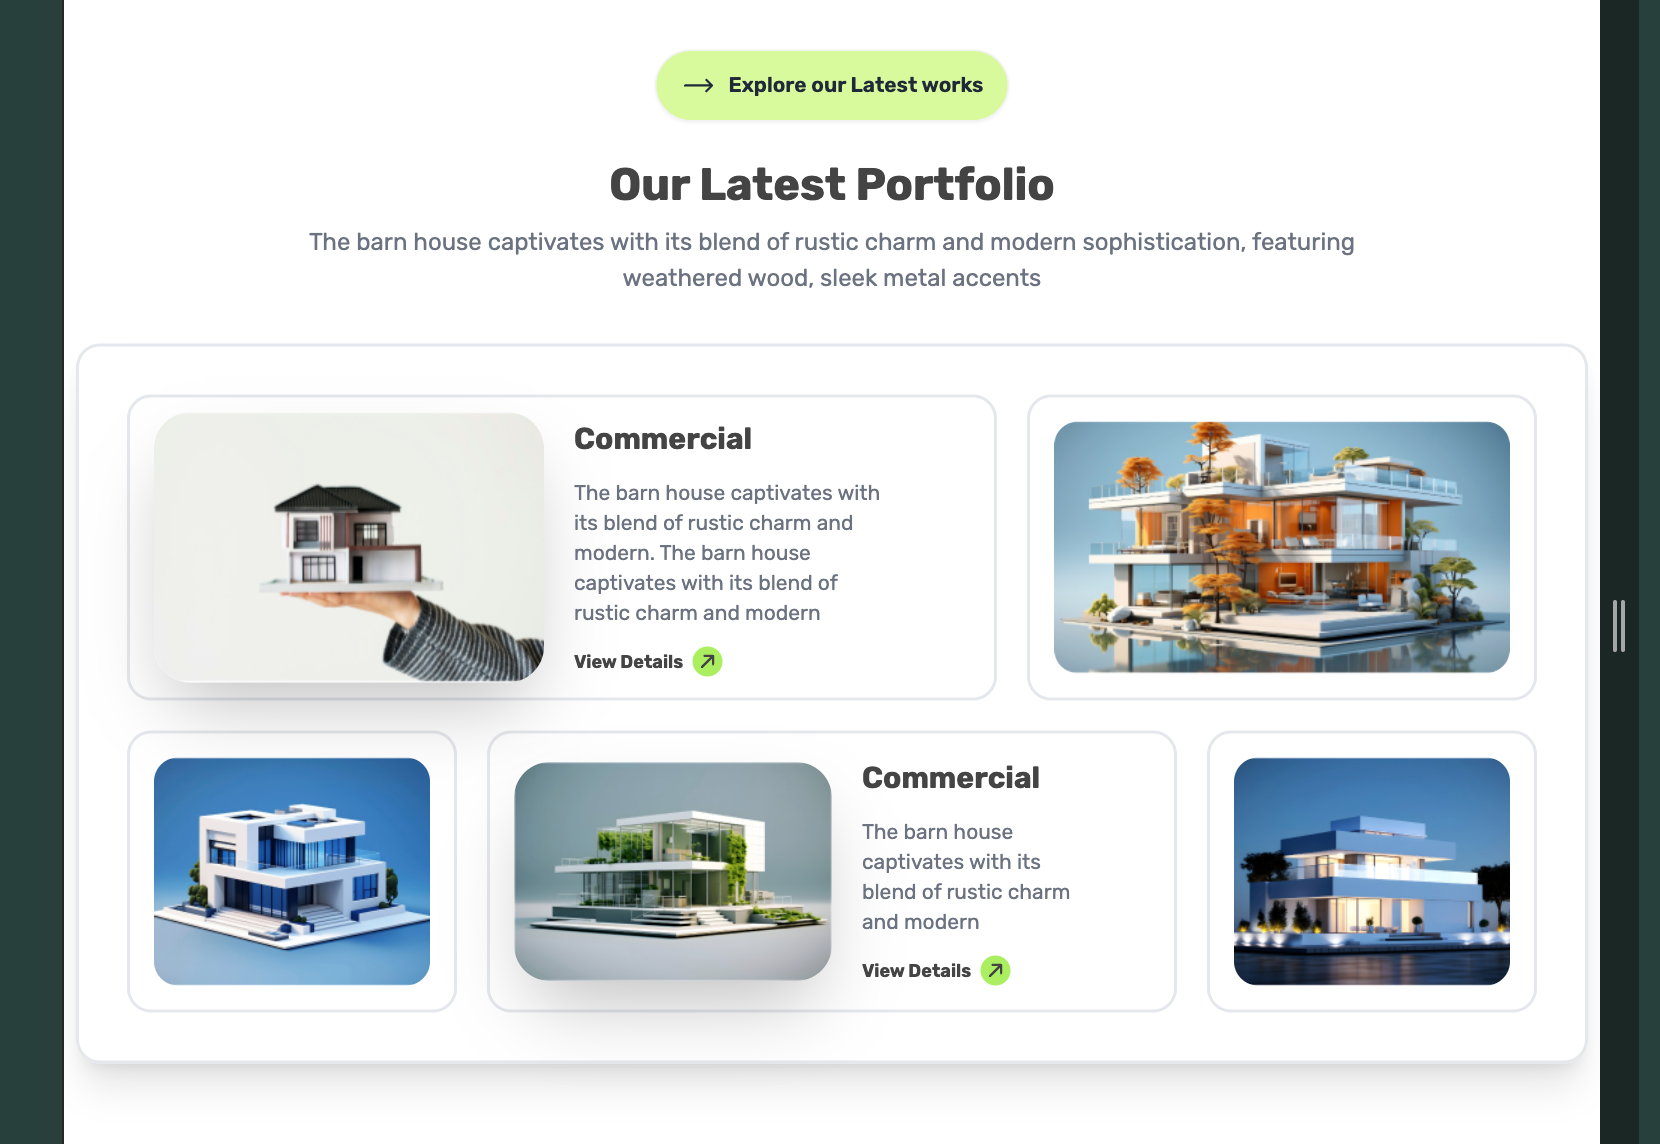 Explore our Latest works
Our Latest Portfolio
The barn house captivates with its blend of rustic charm and modern sophistication, featuring
weathered wood, sleek metal accents
Commercial
The barn house captivates with
its blend of rustic charm and
modern. The barn house
captivates with its blend of
rustic charm and modern
View Details
Commercial
The barn house
captivates with its
blend of rustic charm
and modern
View Details